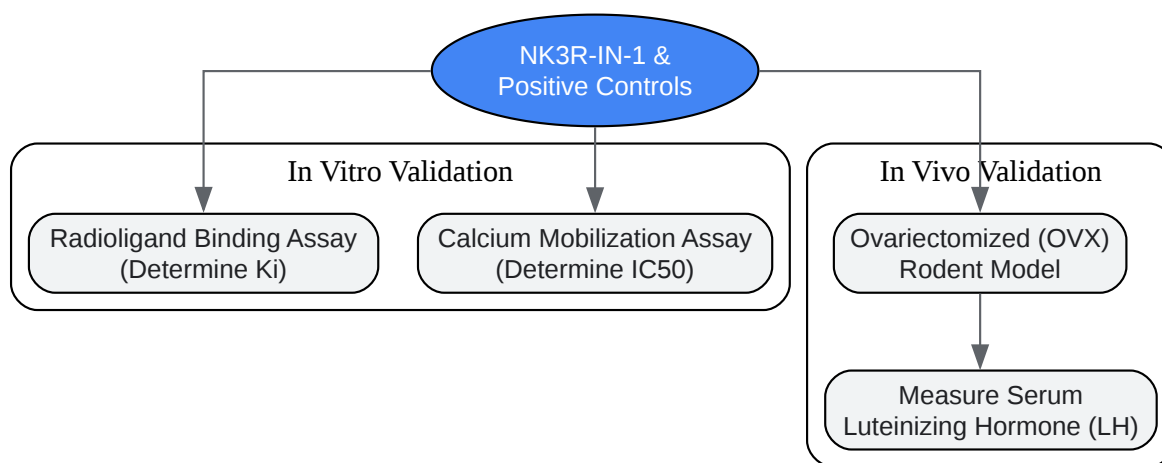 NK3R-IN-1 &
Positive Controls
In Vitro Validation
Radioligand Binding Assay
(Determine Ki)
Calcium Mobilization Assay
(Determine IC50)
In Vivo Validation
Ovariectomized (OVX)
Rodent Model
Measure Serum
Luteinizing Hormone (LH)